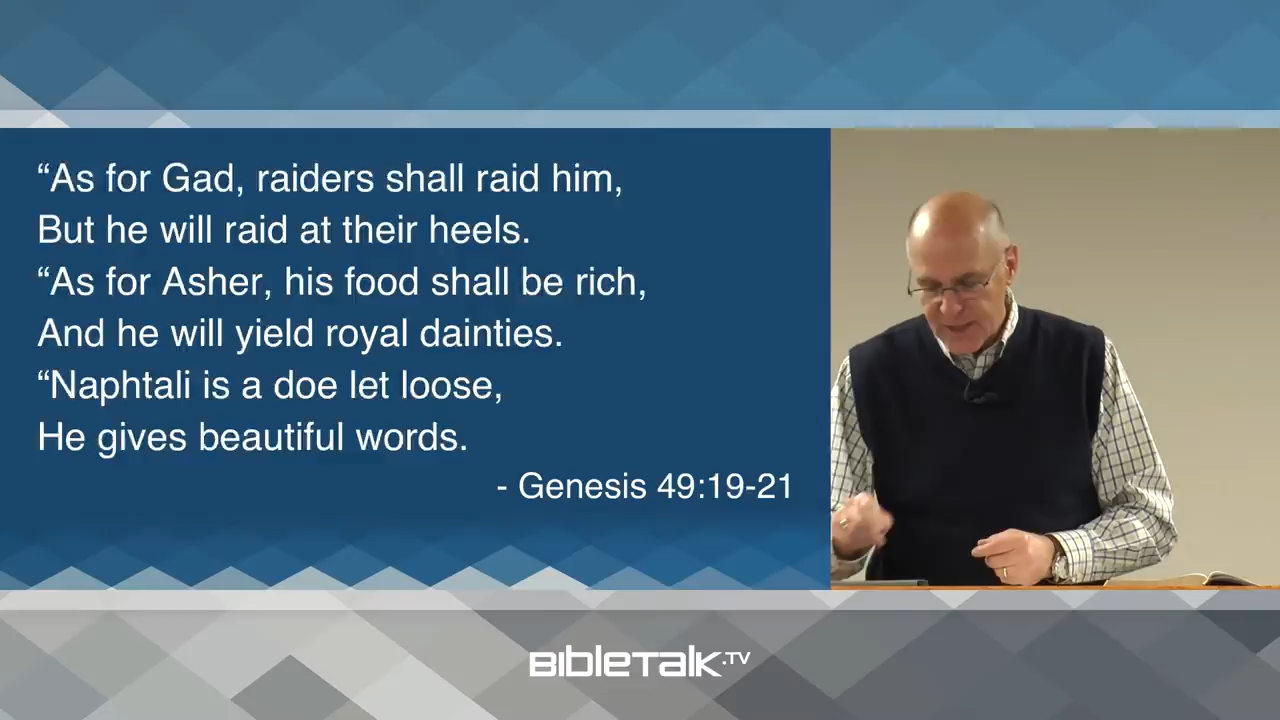 “As for Gad, raiders shall raid him,
But he will raid at their heels.
“As for Asher, his food shall be rich,
And he will yield royal dainties.
“Naphtali is a doe let loose,
He gives beautiful words.
- Genesis 49:19-21
BIBLETALK.TV